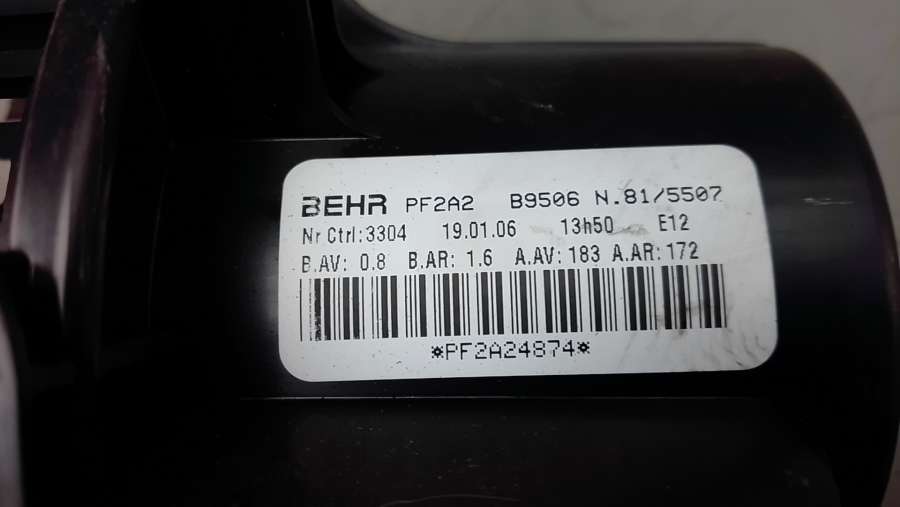 BEHR PF2A2 B9506 N.81/5507
Nr Ctrl:3304 19.01.06 13h50 E12
B.AV: 0.8 B.AR: 1.6 A.AV: 183 A.AR: 172
*PF2A24874*